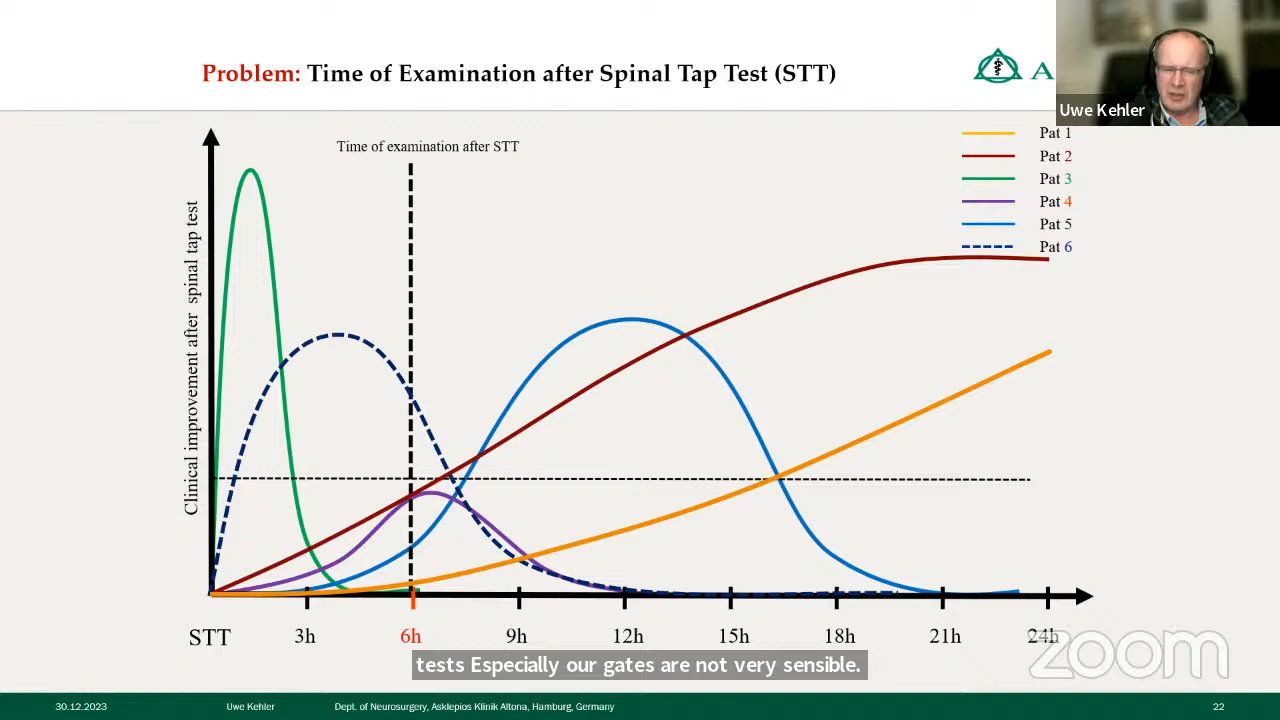 Problem: Time of Examination after Spinal Tap Test (STT)
A
Uwe Kehler
Time of examination after STT
Pat 1
Pat 2
Pat 3
Pat 4
Pat 5
Pat 6
Clinical improvement after spinal tap test
STT 3h 6h 9h 12h 15h 18h 21h 24h
zoom
tests Especially our gates are not very sensible.
30.12.2023 Uwe Kehler Dept. of Neurosurgery, Asklepios Klinik Altona, Hamburg, Germany 22